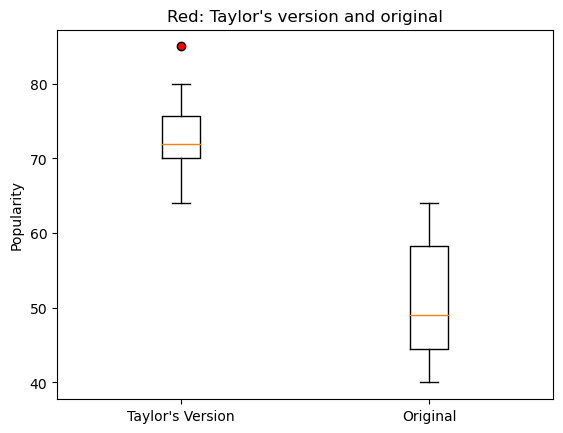 Red: Taylor's version and original
Popularity
80
70
60
50
40
Taylor's Version
Original